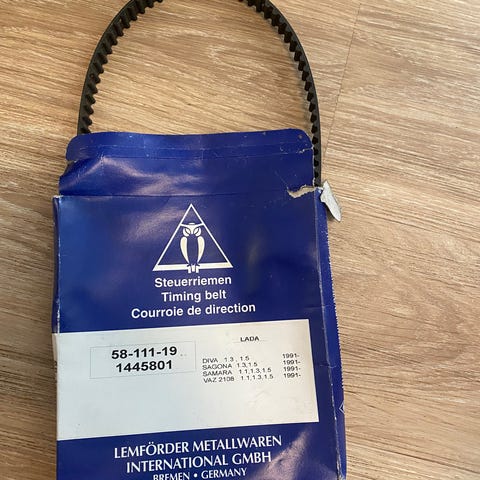 Steuerriemen
Timing belt
Courroie de direction
LADA
58-111-19
1445801
DIVA 1.3 , 1.5 1991-
SAGONA 1.3,1.5 1991-
SAMARA 1.1,1.3,1.5 1991-
VAZ 2108 1.1,1.3,1.5 1991-
LEMFÖRDER METALLWAREN
INTERNATIONAL GMBH
BREMEN • GERMANY